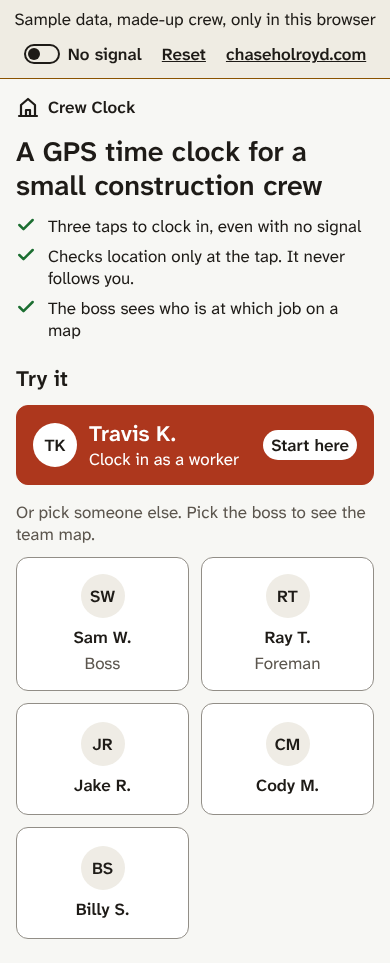 Sample data, made-up crew, only in this browser
No signal Reset chaseholroyd.com
Crew Clock
A GPS time clock for a
small construction crew
Three taps to clock in, even with no signal
Checks location only at the tap. It never
follows you.
The boss sees who is at which job on a
map
Try it
TK
Travis K.
Clock in as a worker
Start here
Or pick someone else. Pick the boss to see the
team map.
SW
Sam W.
Boss
RT
Ray T.
Foreman
JR
Jake R.
CM
Cody M.
BS
Billy S.